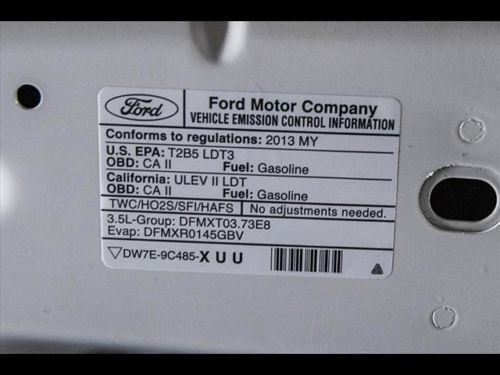 Ford
Ford Motor Company
VEHICLE EMISSION CONTROL INFORMATION
Conforms to regulations: 2013 MY
U.S. EPA: T2B5 LDT3
OBD: CA II Fuel: Gasoline
California: ULEV II LDT
OBD: CA II Fuel: Gasoline
TWC/HO2S/SFI/HAFS No adjustments needed.
3.5L-Group: DFMXT03.73E8
Evap: DFMXR0145GBV
▽DW7E-9C485-XUU